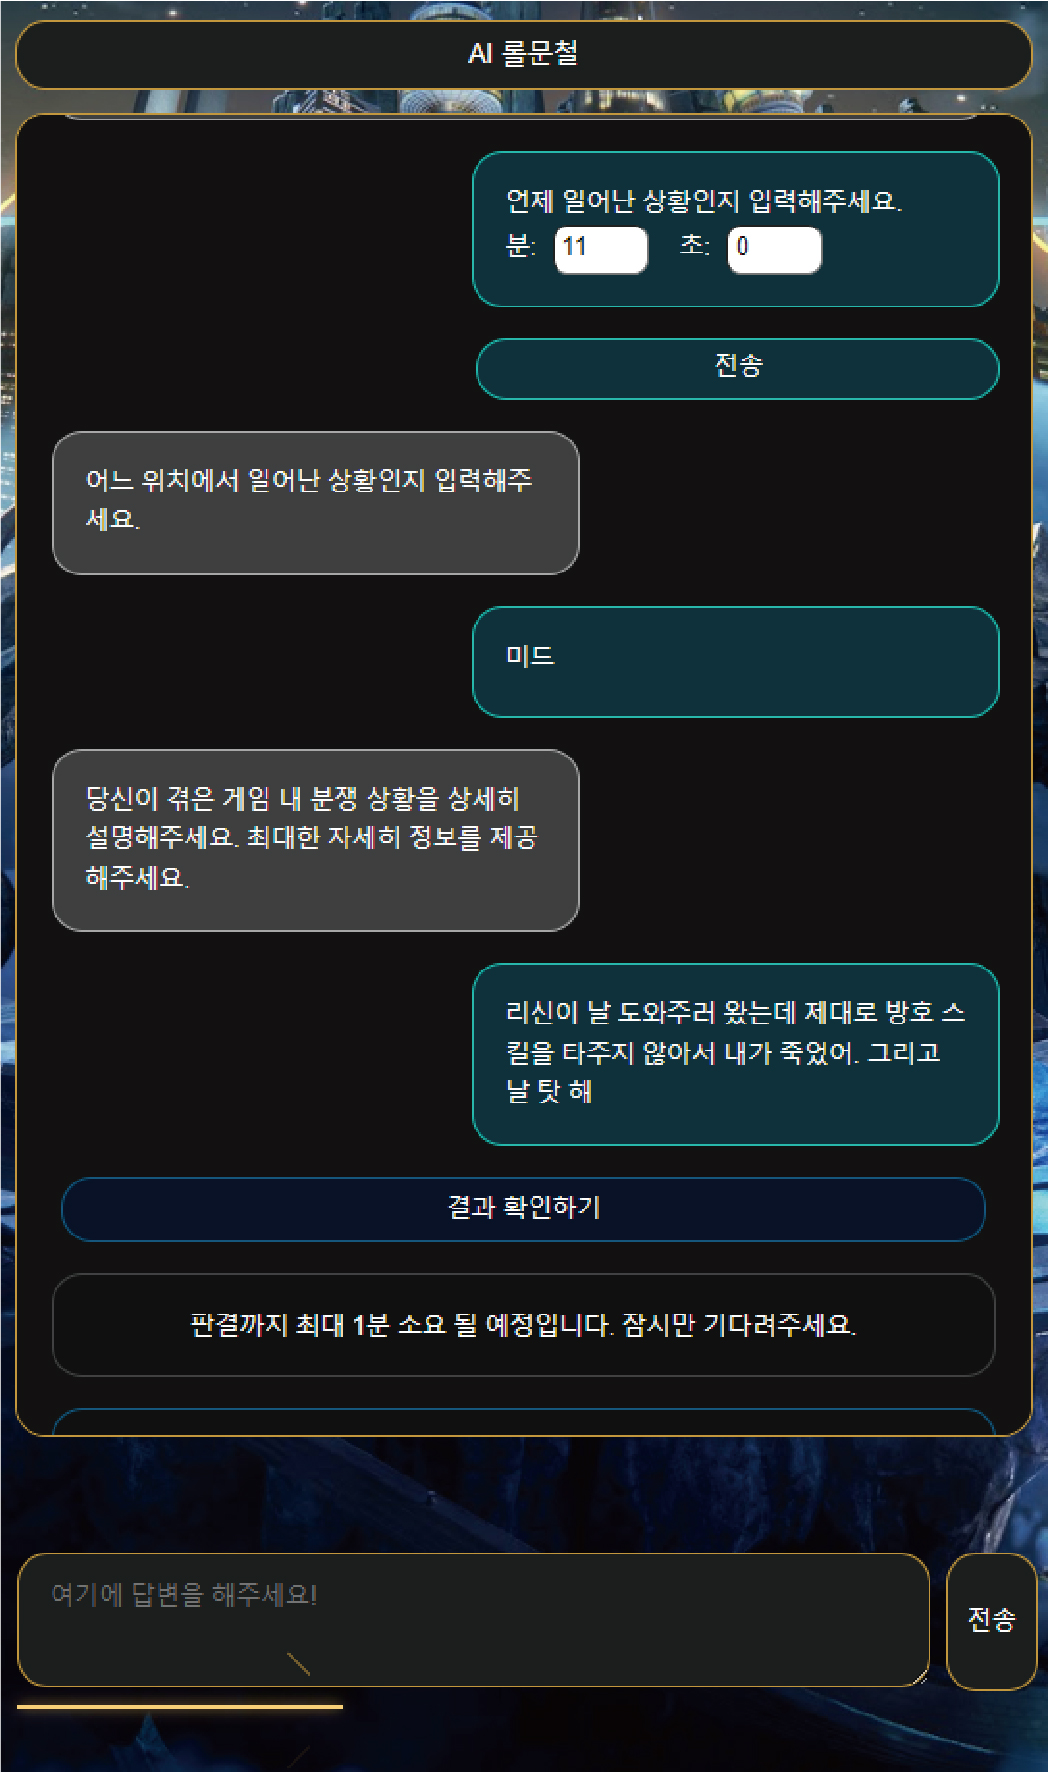 AI 롤문철
언제 일어난 상황인지 입력해주세요.
분: 11 초: 0
전송
어느 위치에서 일어난 상황인지 입력해주
세요.
미드
당신이 겪은 게임 내 분쟁 상황을 상세히
설명해주세요. 최대한 자세히 정보를 제공
해주세요.
리신이 날 도와주러 왔는데 제대로 방호 스
킬을 타주지 않아서 내가 죽었어. 그리고
날 탓 해
결과 확인하기
판결까지 최대 1분 소요 될 예정입니다. 잠시만 기다려주세요.
여기에 답변을 해주세요!
전송